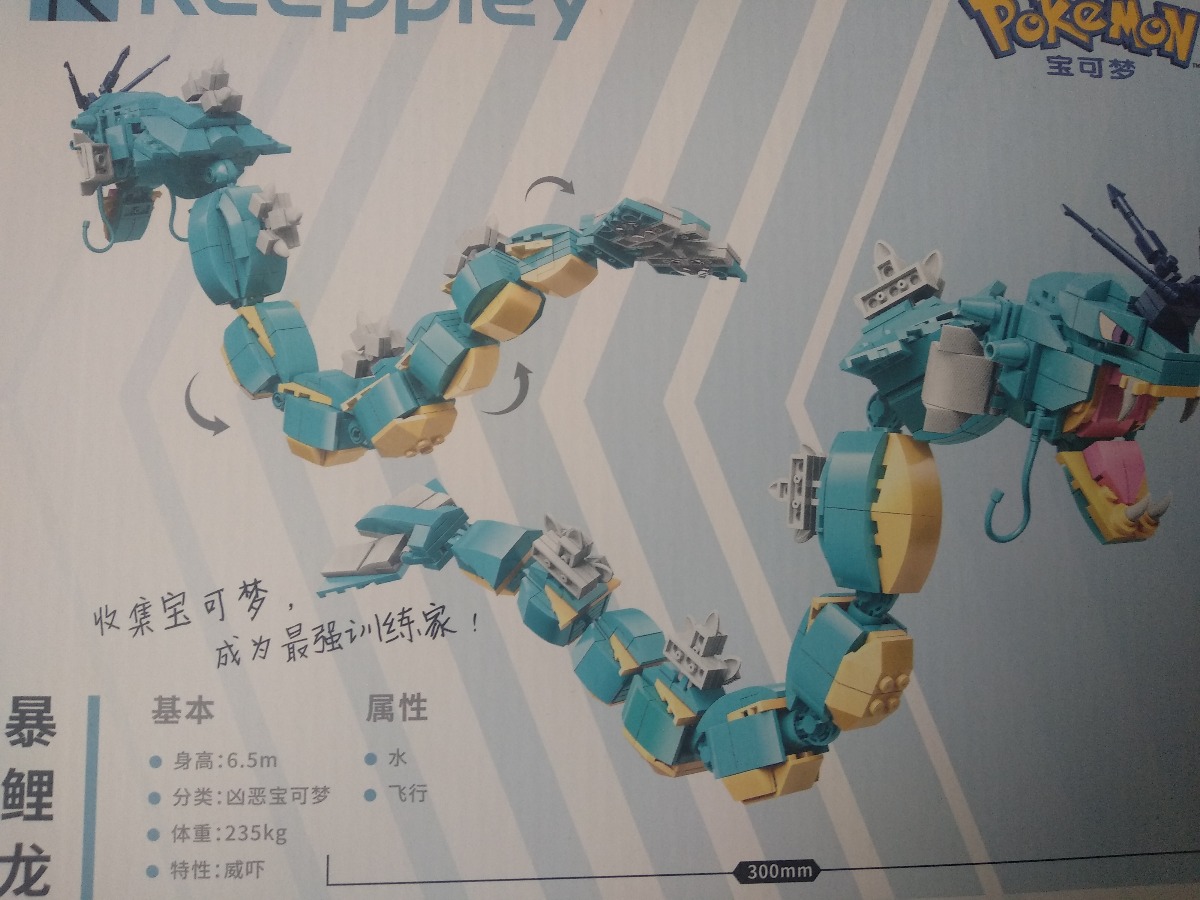 Keeppley
POKéMON
宝可梦
收集宝可梦，
成为最强训练家！
暴鲤龙
基本
身高：6.5m
分类：凶恶宝可梦
体重：235kg
特性：威吓
属性
水
飞行
300mm